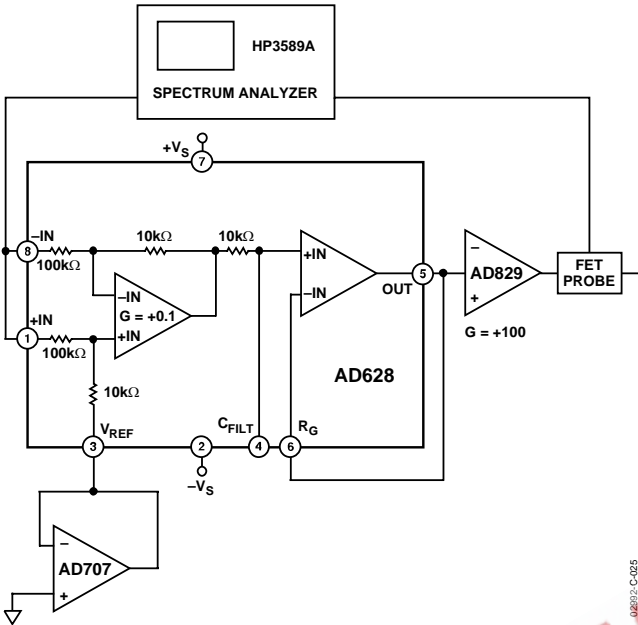 HP3589A
SPECTRUM ANALYZER
+VS
7
–IN
8
100kΩ
10kΩ
10kΩ
–IN
G = +0.1
+IN
+IN
1
100kΩ
10kΩ
+IN
–IN
OUT
5
AD628
–
AD829
+
G = +100
FET
PROBE
VREF
3
2
–VS
CFILT
4
RG
6
–
AD707
+
02992-C-025